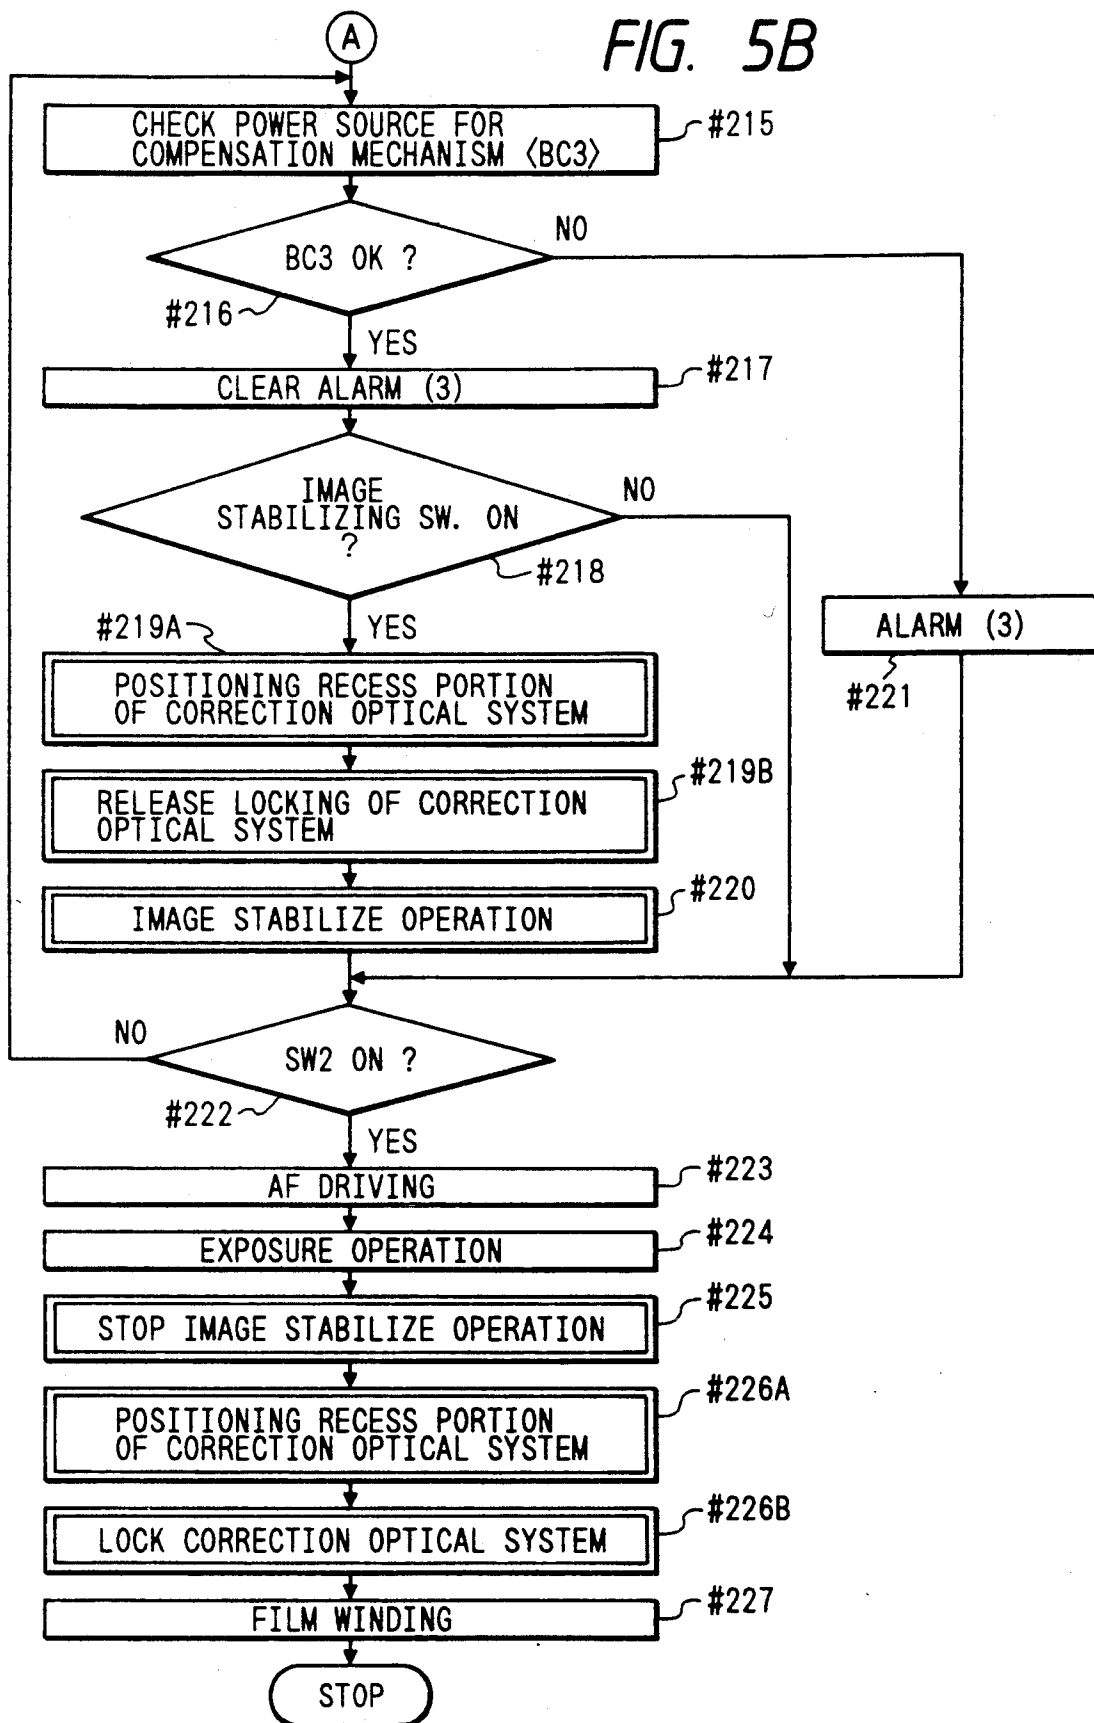 A
FIG. 5B
CHECK POWER SOURCE FOR
COMPENSATION MECHANISM 〈BC3〉
#215
BC3 OK ?
NO
#216
YES
CLEAR ALARM (3)
#217
IMAGE
STABILIZING SW. ON
?
NO
#218
YES
ALARM (3)
#221
#219A
POSITIONING RECESS PORTION
OF CORRECTION OPTICAL SYSTEM
RELEASE LOCKING OF CORRECTION
OPTICAL SYSTEM
#219B
IMAGE STABILIZE OPERATION
#220
NO
SW2 ON ?
#222
YES
AF DRIVING
#223
EXPOSURE OPERATION
#224
STOP IMAGE STABILIZE OPERATION
#225
POSITIONING RECESS PORTION
OF CORRECTION OPTICAL SYSTEM
#226A
LOCK CORRECTION OPTICAL SYSTEM
#226B
FILM WINDING
#227
STOP